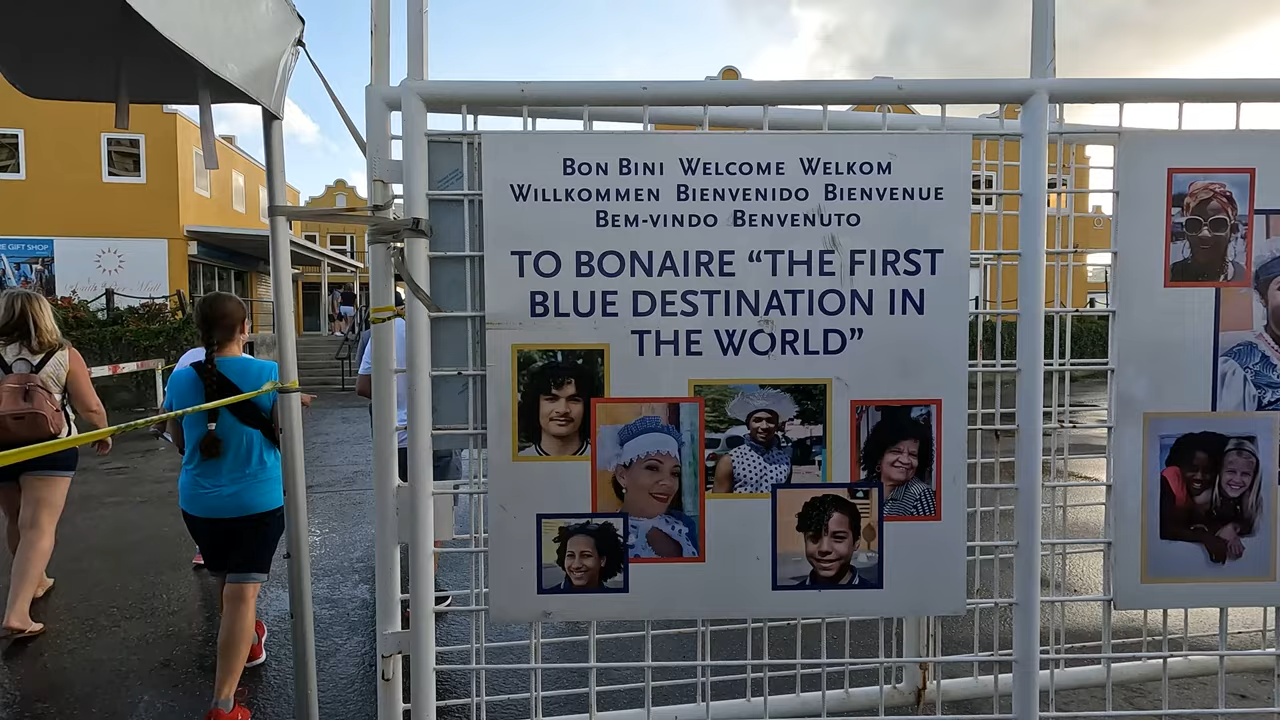 Bon Bini Welcome Welkom
Willkommen Bienvenido Bienvenue
Bem-vindo Benvenuto
TO BONAIRE “THE FIRST
BLUE DESTINATION IN
THE WORLD”
RE GIFT SHOP